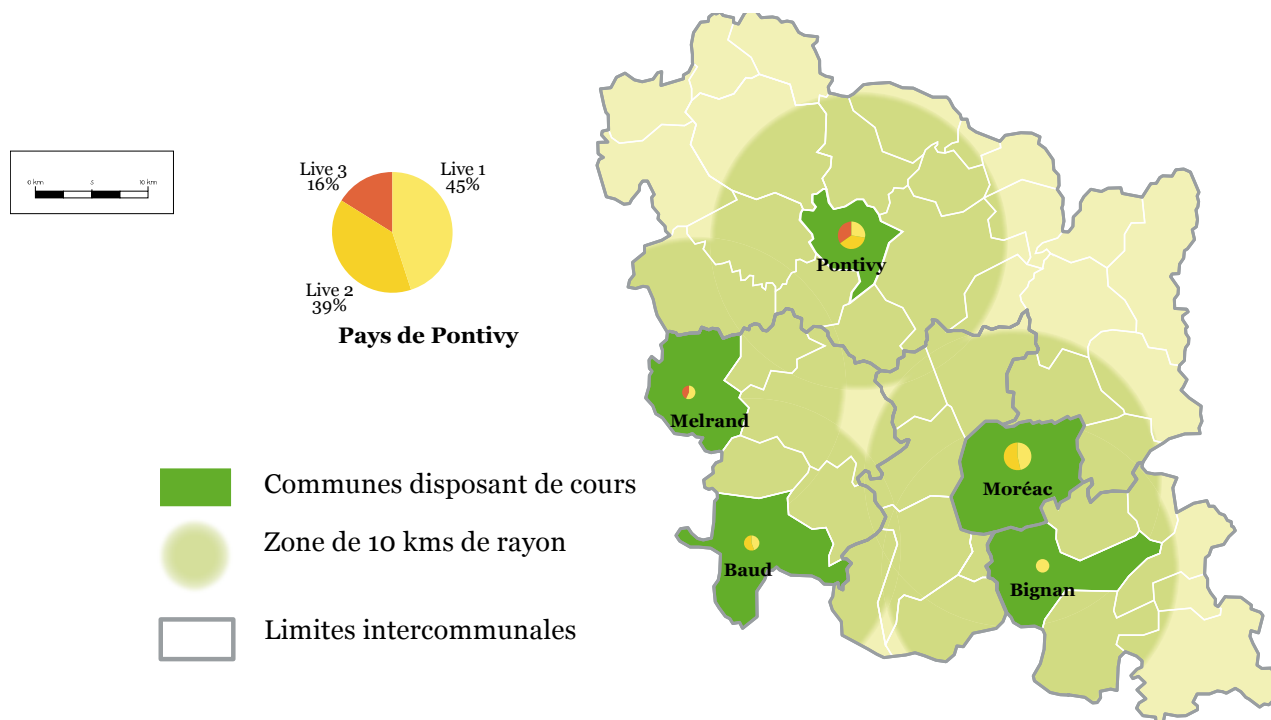 0 km 5 10 km
Live 3
16%
Live 1
45%
Live 2
39%
Pays de Pontivy
Pontivy
Melrand
Moréac
Baud
Bignan
Communes disposant de cours
Zone de 10 kms de rayon
Limites intercommunales